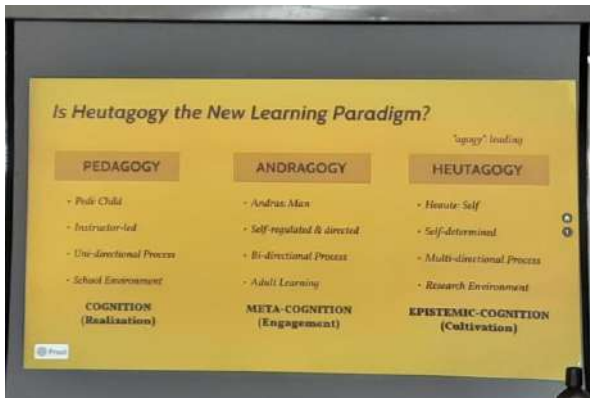 Is Heutagogy the New Learning Paradigm?
"agogy": leading
PEDAGOGY
- Pedi: Child
- Instructor-led
- Uni-directional Process
- School Environment
COGNITION
(Realization)
ANDRAGOGY
- Andras: Man
- Self-regulated & directed
- Bi-directional Process
- Adult Learning
META-COGNITION
(Engagement)
HEUTAGOGY
- Heaute: Self
- Self-determined
- Multi-directional Process
- Research Environment
EPISTEMIC-COGNITION
(Cultivation)